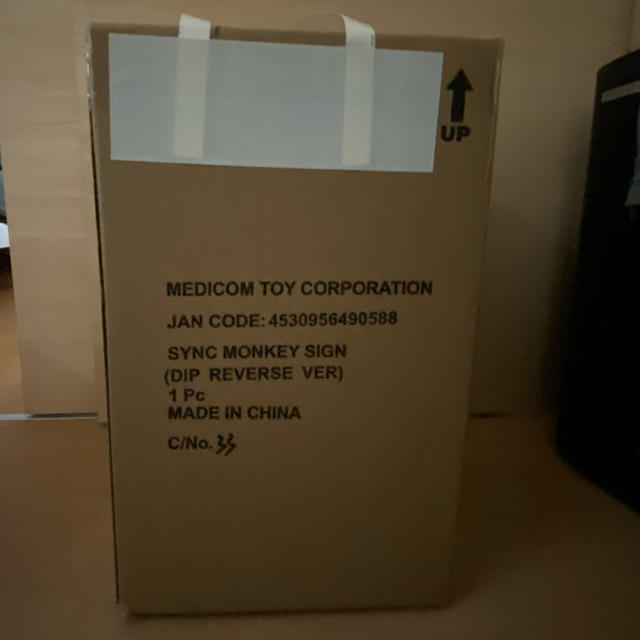 UP
MEDICOM TOY CORPORATION
JAN CODE: 4530956490588
SYNC MONKEY SIGN
(DIP REVERSE VER)
1 Pc
MADE IN CHINA
C/No. 33